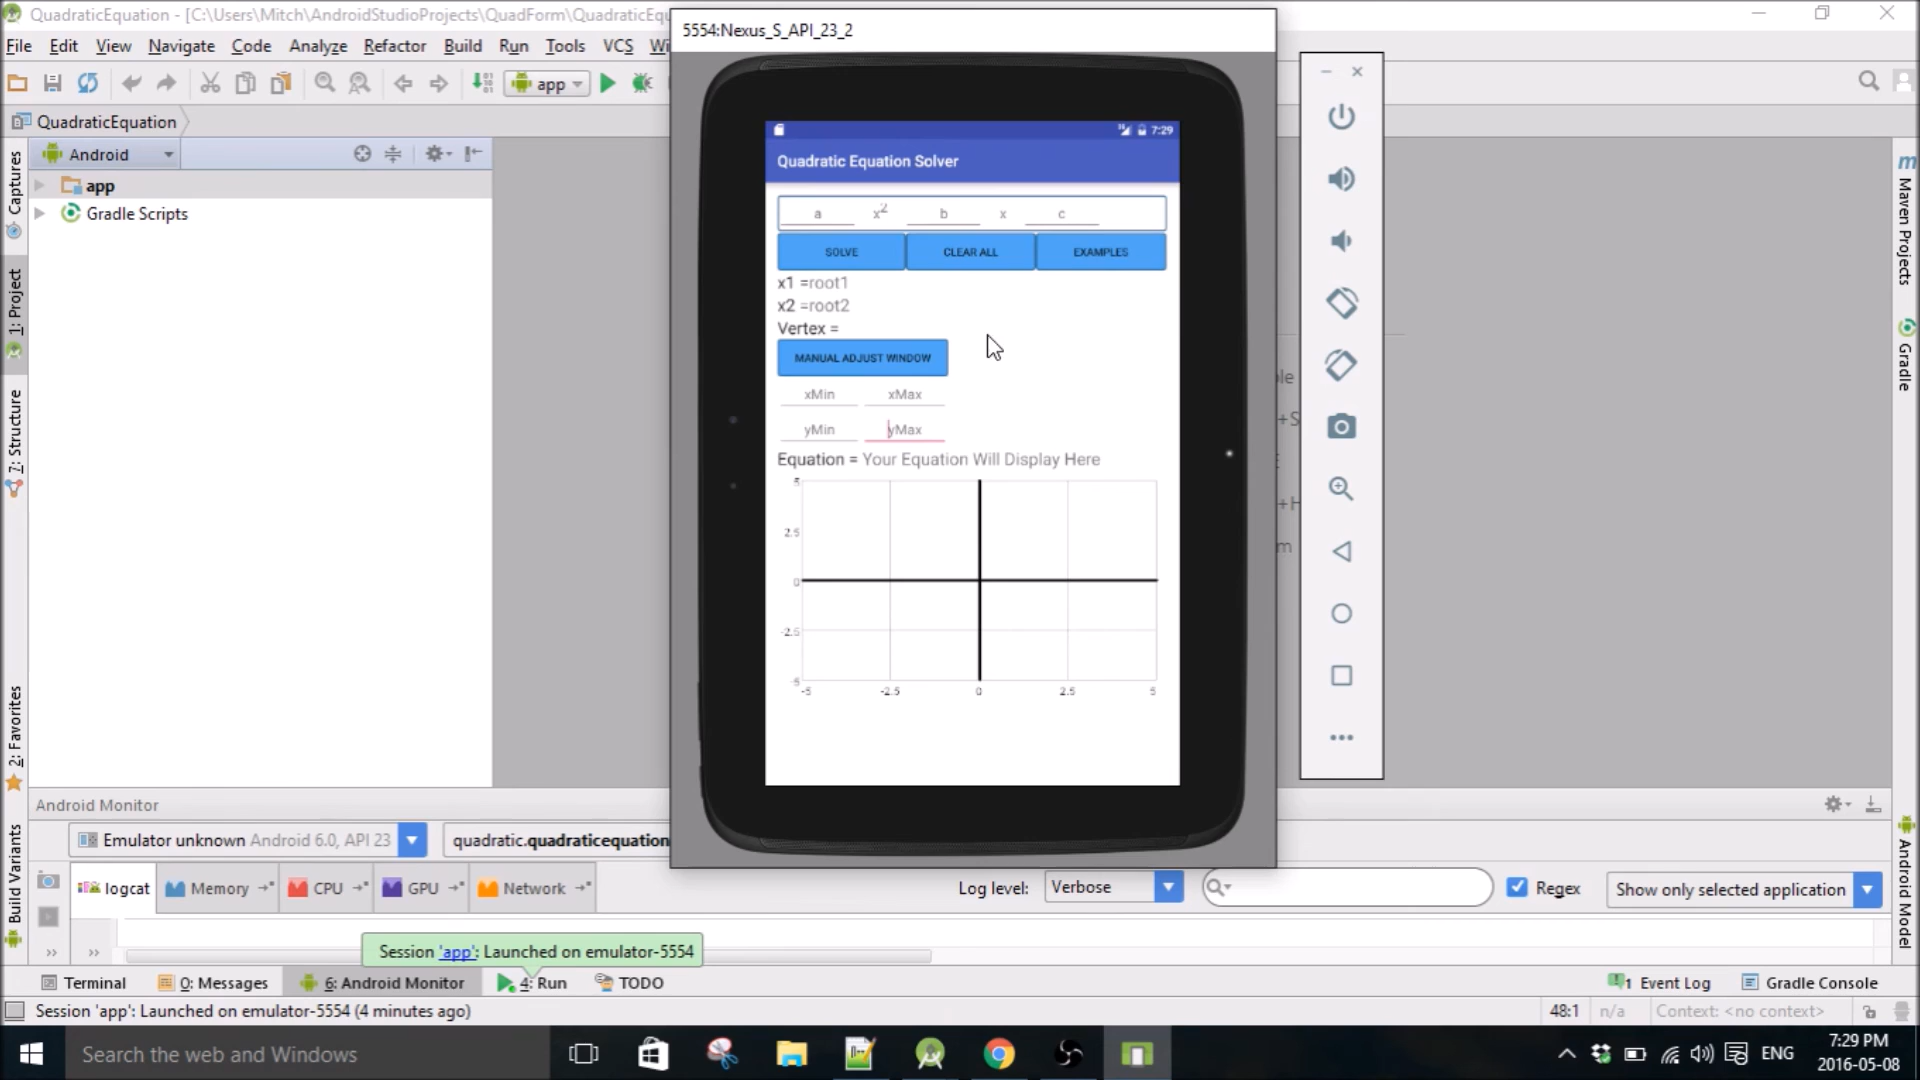 QuadraticEquation - [C:\Users\Mitch\AndroidStudioProjects\QuadForm\QuadraticEqu
5554:Nexus_S_API_23_2
File Edit View Navigate Code Analyze Refactor Build Run Tools VCS Wi
app
QuadraticEquation
Android
app
Gradle Scripts
Captures
1: Project
7: Structure
2: Favorites
Build Variants
7:29
Quadratic Equation Solver
a x2 b x c
SOLVE CLEAR ALL EXAMPLES
x1 =root1
x2 =root2
Vertex =
MANUAL ADJUST WINDOW
xMin xMax
yMin yMax
Equation = Your Equation Will Display Here
5
2.5
0
-2.5
-5
-5 -2.5 0 2.5 5
Maven Projects
Gradle
Android Model
Android Monitor
Emulator unknown Android 6.0, API 23
quadratic.quadraticequation
logcat Memory CPU GPU Network
Log level: Verbose
Regex
Show only selected application
Session 'app': Launched on emulator-5554
Terminal 0: Messages 6: Android Monitor 4: Run TODO
1 Event Log Gradle Console
Session 'app': Launched on emulator-5554 (4 minutes ago)
48:1 n/a Context: <no context>
Search the web and Windows
ENG
7:29 PM
2016-05-08